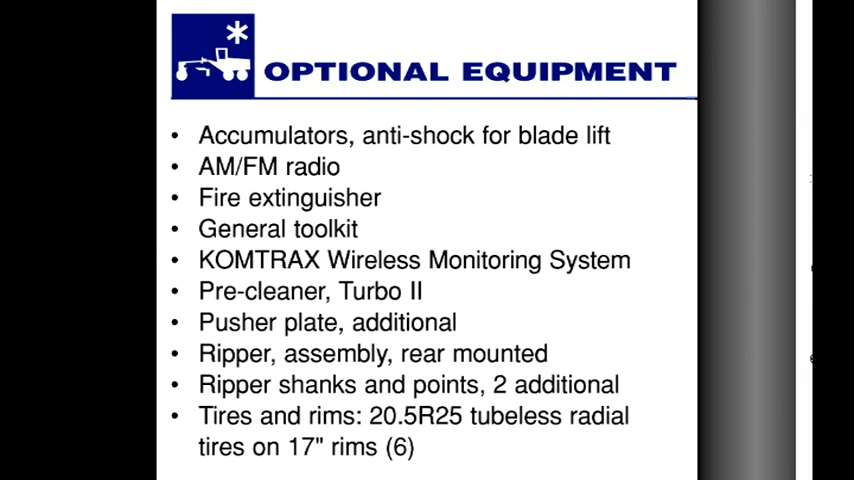 OPTIONAL EQUIPMENT
• Accumulators, anti-shock for blade lift
• AM/FM radio
• Fire extinguisher
• General toolkit
• KOMTRAX Wireless Monitoring System
• Pre-cleaner, Turbo II
• Pusher plate, additional
• Ripper, assembly, rear mounted
• Ripper shanks and points, 2 additional
• Tires and rims: 20.5R25 tubeless radial
tires on 17" rims (6)